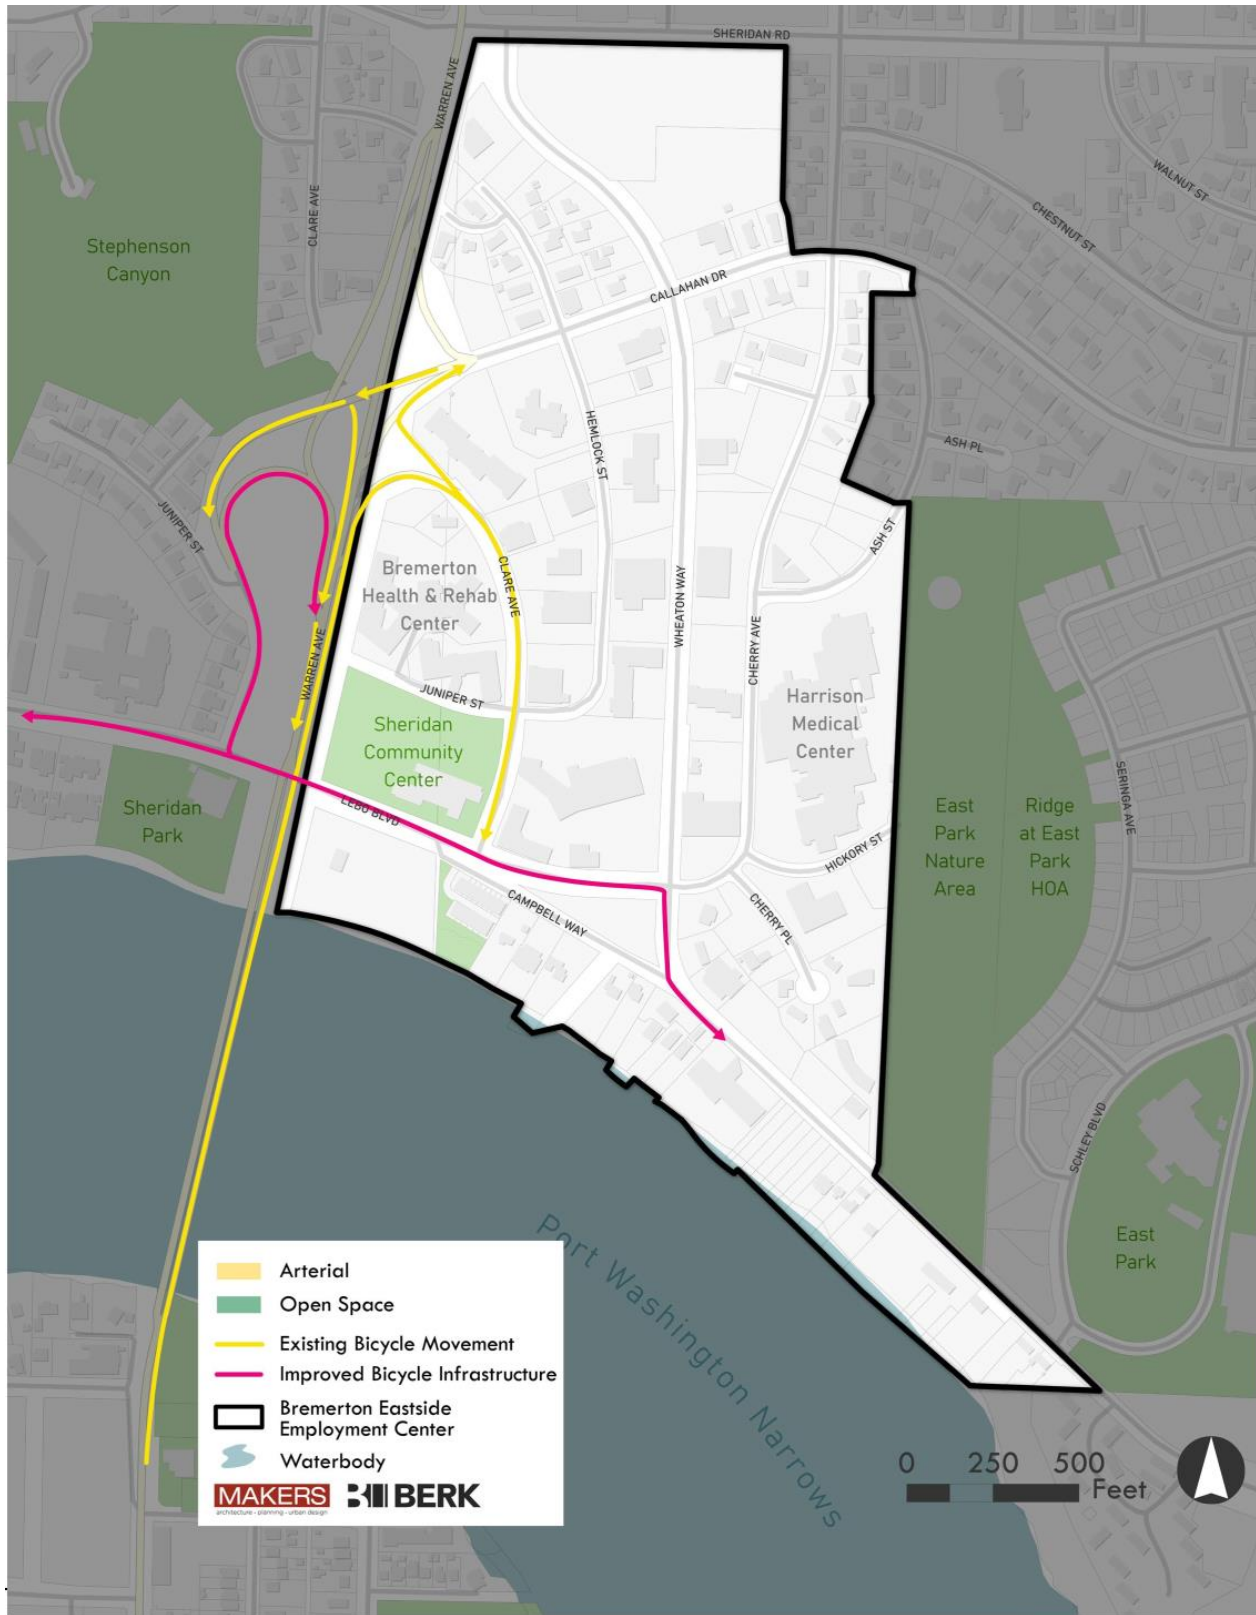 SHERIDAN RD
WARREN AVE
WALNUT ST
CLARE AVE
CHESTNUT ST
Stephenson
Canyon
CALLAHAN DR
HEMLOCK ST
ASH PL
JUNIPER ST
ASH ST
CLARE AVE
Bremerton
Health & Rehab
Center
WHEATON WAY
CHERRY AVE
WARREN AVE
JUNIPER ST
Harrison
Medical
Center
Sheridan
Community
Center
SERINGA AVE
Sheridan
Park
LEBO BLVD
East
Park
Nature
Area
Ridge
at East
Park
HOA
HICKORY ST
CAMPBELL WAY
CHERRY PL
SCHLEY BLVD
East
Park
Port Washington Narrows
Arterial
Open Space
Existing Bicycle Movement
Improved Bicycle Infrastructure
Bremerton Eastside
Employment Center
Waterbody
MAKERS
architecture - planning - urban design
BERK
0 250 500
Feet